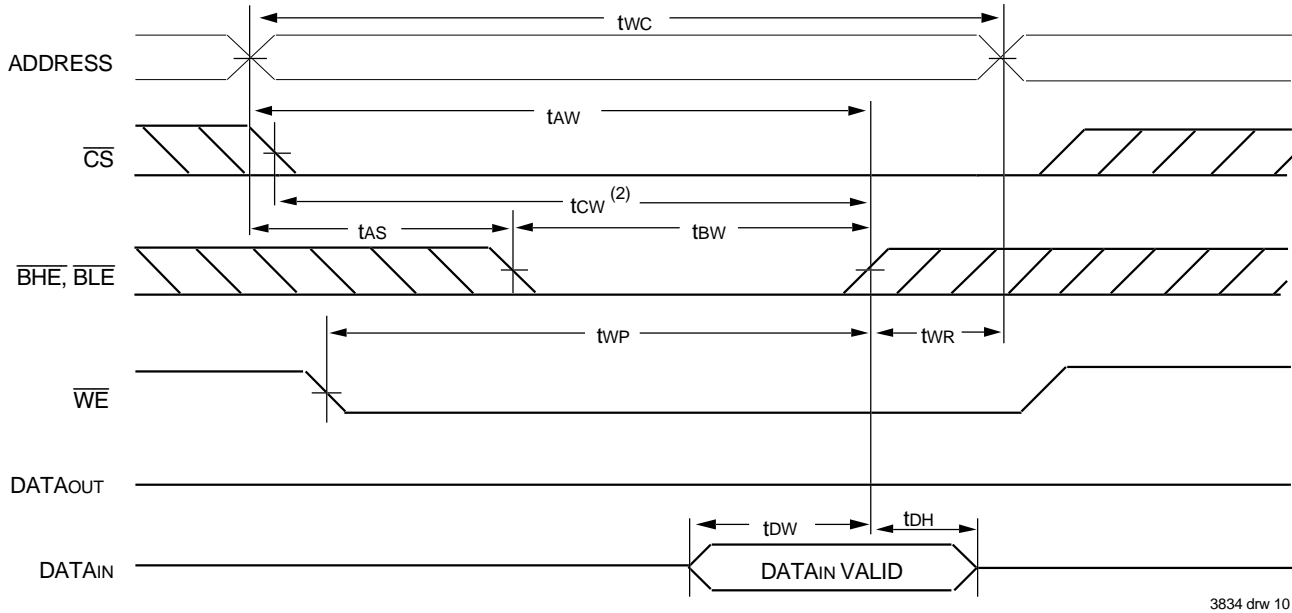 tWC
ADDRESS
tAW
CS
tCW (2)
tAS
tBW
BHE, BLE
tWP
tWR
WE
DATAOUT
tDW
tDH
DATAIN
DATAIN VALID
3834 drw 10